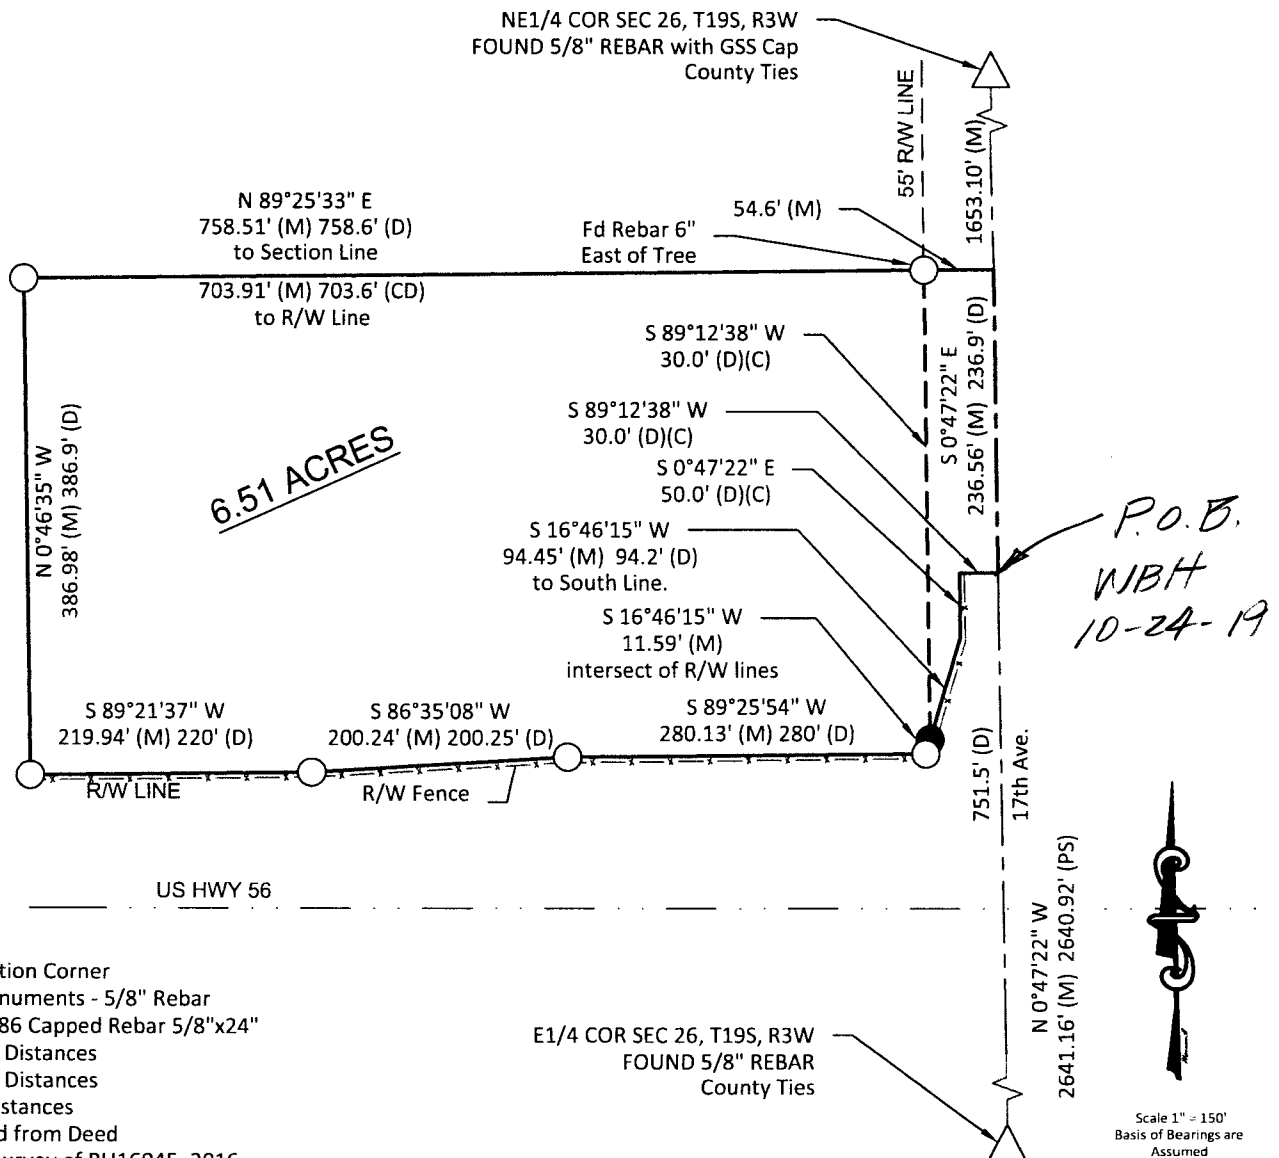 NE1/4 COR SEC 26, T19S, R3W
FOUND 5/8" REBAR with GSS Cap
County Ties
55' R/W LINE
1653.10' (M)
N 89°25'33" E
758.51' (M) 758.6' (D)
to Section Line
703.91' (M) 703.6' (CD)
to R/W Line
54.6' (M)
Fd Rebar 6"
East of Tree
S 89°12'38" W
30.0' (D)(C)
S 0°47'22" E
236.56' (M) 236.9' (D)
S 89°12'38" W
30.0' (D)(C)
S 0°47'22" E
50.0' (D)(C)
N 0°46'35" W
386.98' (M) 386.9' (D)
6.51 ACRES
S 16°46'15" W
94.45' (M) 94.2' (D)
to South Line.
S 16°46'15" W
11.59' (M)
intersect of R/W lines
P.O.B.
WBH
10-24-19
S 89°21'37" W
219.94' (M) 220' (D)
S 86°35'08" W
200.24' (M) 200.25' (D)
S 89°25'54" W
280.13' (M) 280' (D)
R/W LINE
R/W Fence
751.5' (D)
17th Ave.
US HWY 56
N 0°47'22" W
2641.16' (M) 2640.92' (PS)
tion Corner
numents - 5/8" Rebar
86 Capped Rebar 5/8"x24"
Distances
Distances
stances
d from Deed
E1/4 COR SEC 26, T19S, R3W
FOUND 5/8" REBAR
County Ties
Scale 1" = 150'
Basis of Bearings are
Assumed